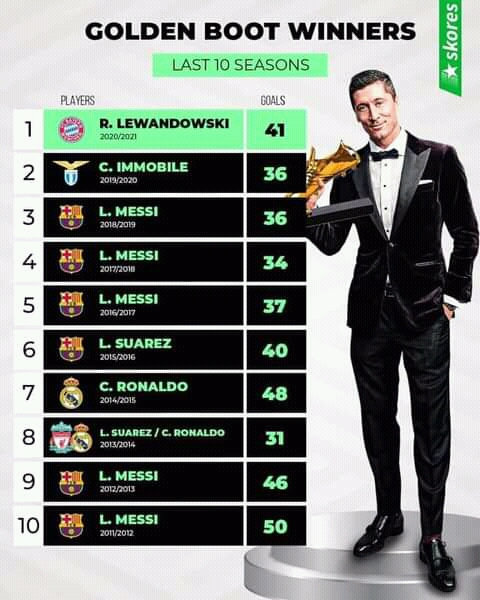 GOLDEN BOOT WINNERS
skores
LAST 10 SEASONS
PLAYERS GOALS
1 R. LEWANDOWSKI 41
2020/2021
2 C. IMMOBILE 36
2019/2020
3 L. MESSI 36
2018/2019
4 L. MESSI 34
2017/2018
5 L. MESSI 37
2016/2017
6 L. SUAREZ 40
2015/2016
7 C. RONALDO 48
2014/2015
8 L. SUAREZ / C. RONALDO 31
2013/2014
9 L. MESSI 46
2012/2013
10 L. MESSI 50
2011/2012